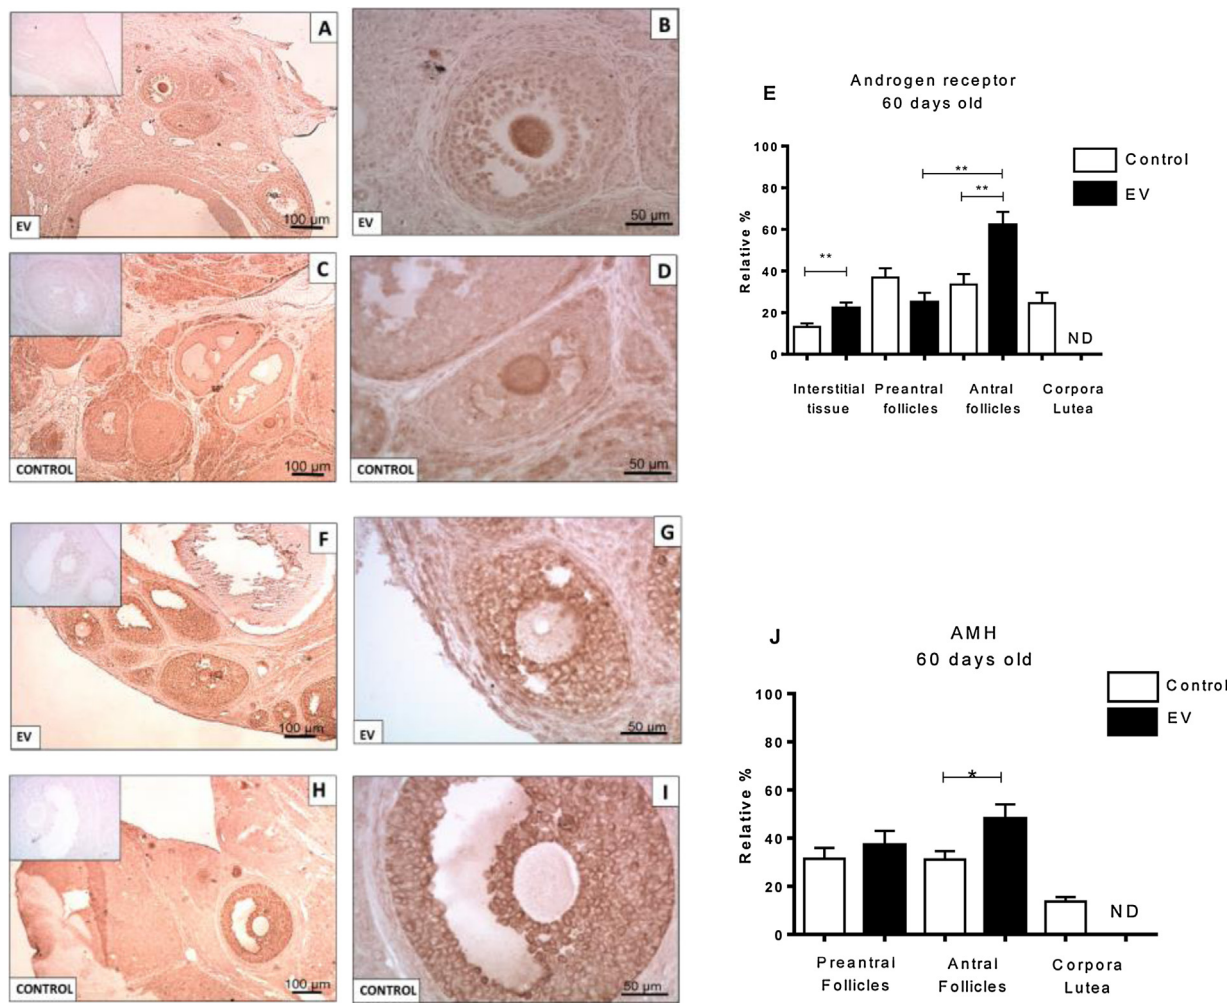 A
EV
100 µm
B
EV
50 µm
C
CONTROL
100 µm
D
CONTROL
50 µm
E
Androgen receptor
60 days old
Control
EV
Relative %
100
80
60
40
20
0
**
**
**
ND
Interstitial
tissue
Preantral
follicles
Antral
follicles
Corpora
Lutea
F
EV
100 µm
G
EV
50 µm
H
CONTROL
100 µm
I
CONTROL
50 µm
J
AMH
60 days old
Control
EV
Relative %
100
80
60
40
20
0
*
ND
Preantral
Follicles
Antral
Follicles
Corpora
Lutea